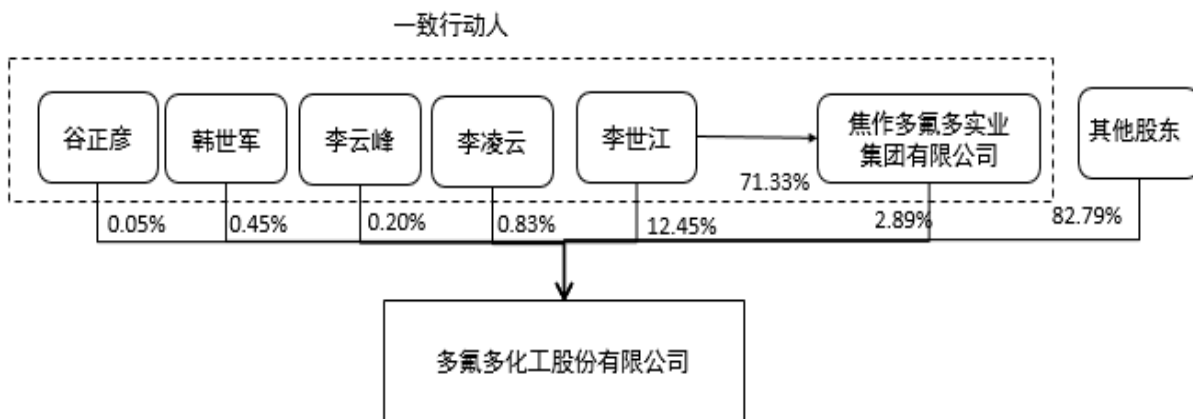 一致行动人
谷正彦
韩世军
李云峰
李凌云
李世江
焦作多氟多实业
集团有限公司
其他股东
71.33%
0.05%
0.45%
0.20%
0.83%
12.45%
2.89%
82.79%
多氟多化工股份有限公司